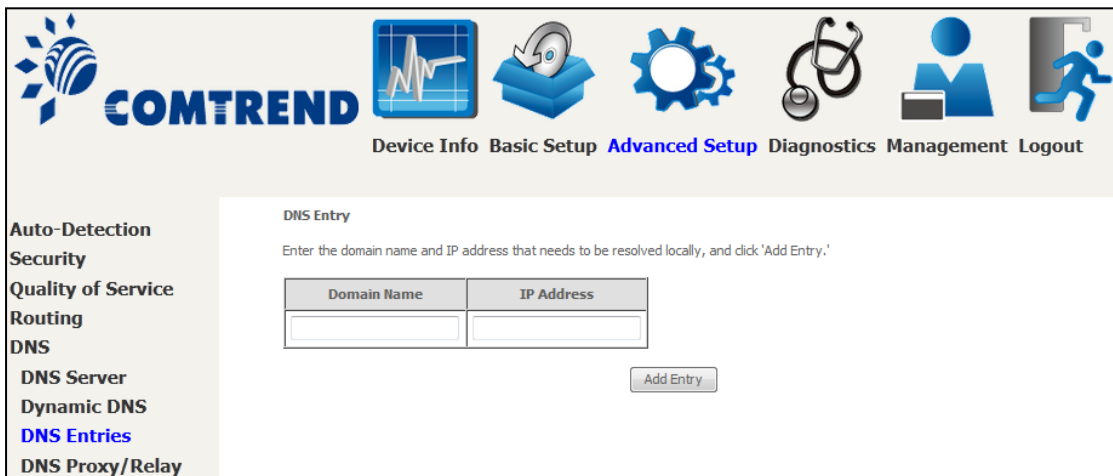 COMTREND
Device Info Basic Setup Advanced Setup Diagnostics Management Logout
Auto-Detection
Security
Quality of Service
Routing
DNS
DNS Server
Dynamic DNS
DNS Entries
DNS Proxy/Relay
DNS Entry
Enter the domain name and IP address that needs to be resolved locally, and click 'Add Entry.'
Domain Name IP Address
Add Entry